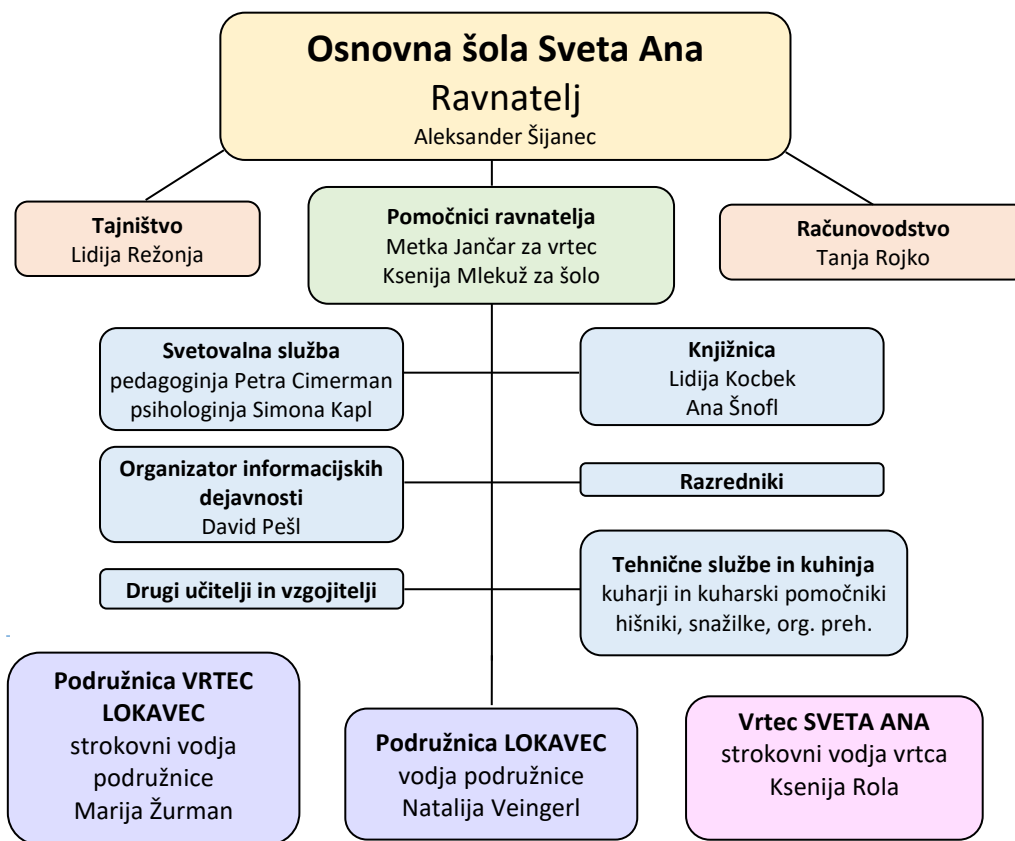 Osnovna šola Sveta Ana
Ravnatelj
Aleksander Šijanec
Tajništvo
Lidija Režonja
Pomočnici ravnatelja
Metka Jančar za vrtec
Ksenija Mlekuž za šolo
Računovodstvo
Tanja Rojko
Svetovalna služba
pedagoginja Petra Cimerman
psihologinja Simona Kapl
Knjižnica
Lidija Kocbek
Ana Šnofl
Organizator informacijskih
dejavnosti
David Pešl
Razredniki
Drugi učitelji in vzgojitelji
Tehnične službe in kuhinja
kuharji in kuharski pomočniki
hišniki, snažilke, org. preh.
Podružnica VRTEC
LOKAVEC
strokovni vodja
podružnice
Marija Žurman
Podružnica LOKAVEC
vodja podružnice
Natalija Veingerl
Vrtec SVETA ANA
strokovni vodja vrtca
Ksenija Rola